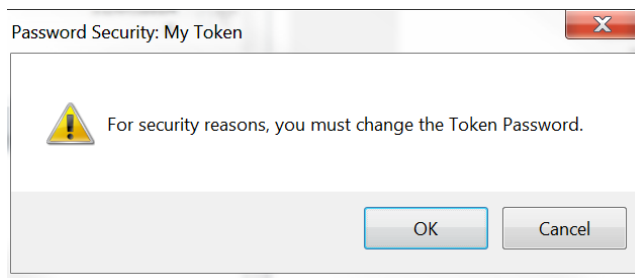 Password Security: My Token
For security reasons, you must change the Token Password.
OK
Cancel